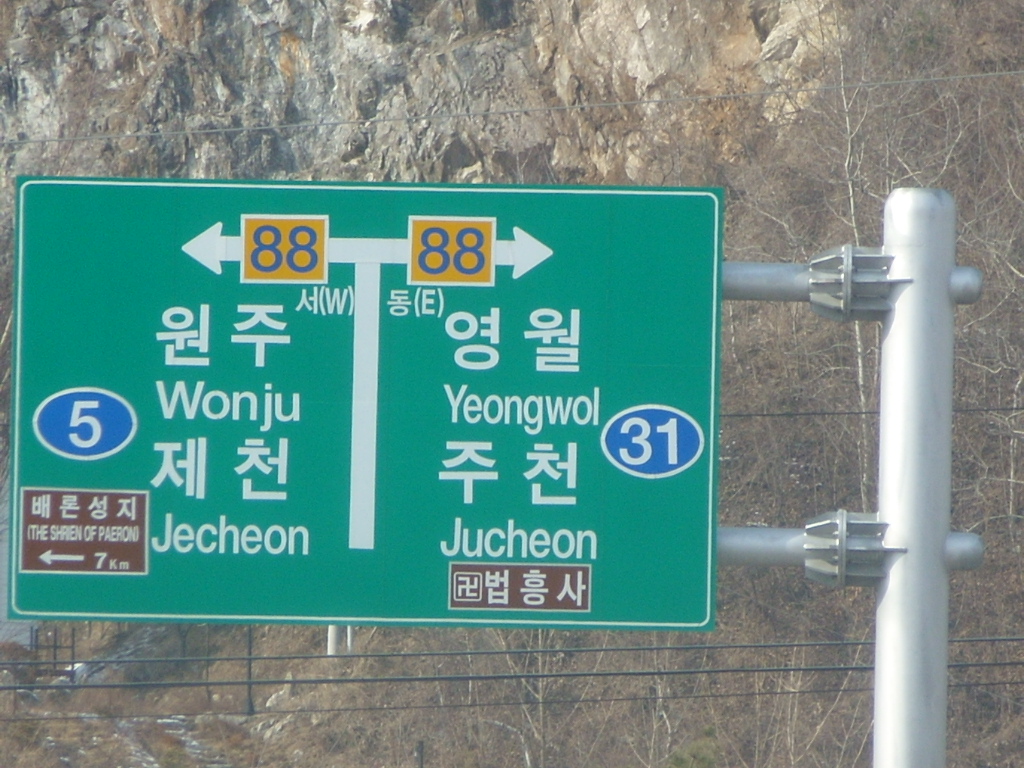 88
서(W)
원주
Wonju
5
제천
Jecheon
배론성지
(THE SHRIEN OF PAERON)
← 7Km
88
동(E)
영월
Yeongwol
31
주천
Jucheon
卍법흥사